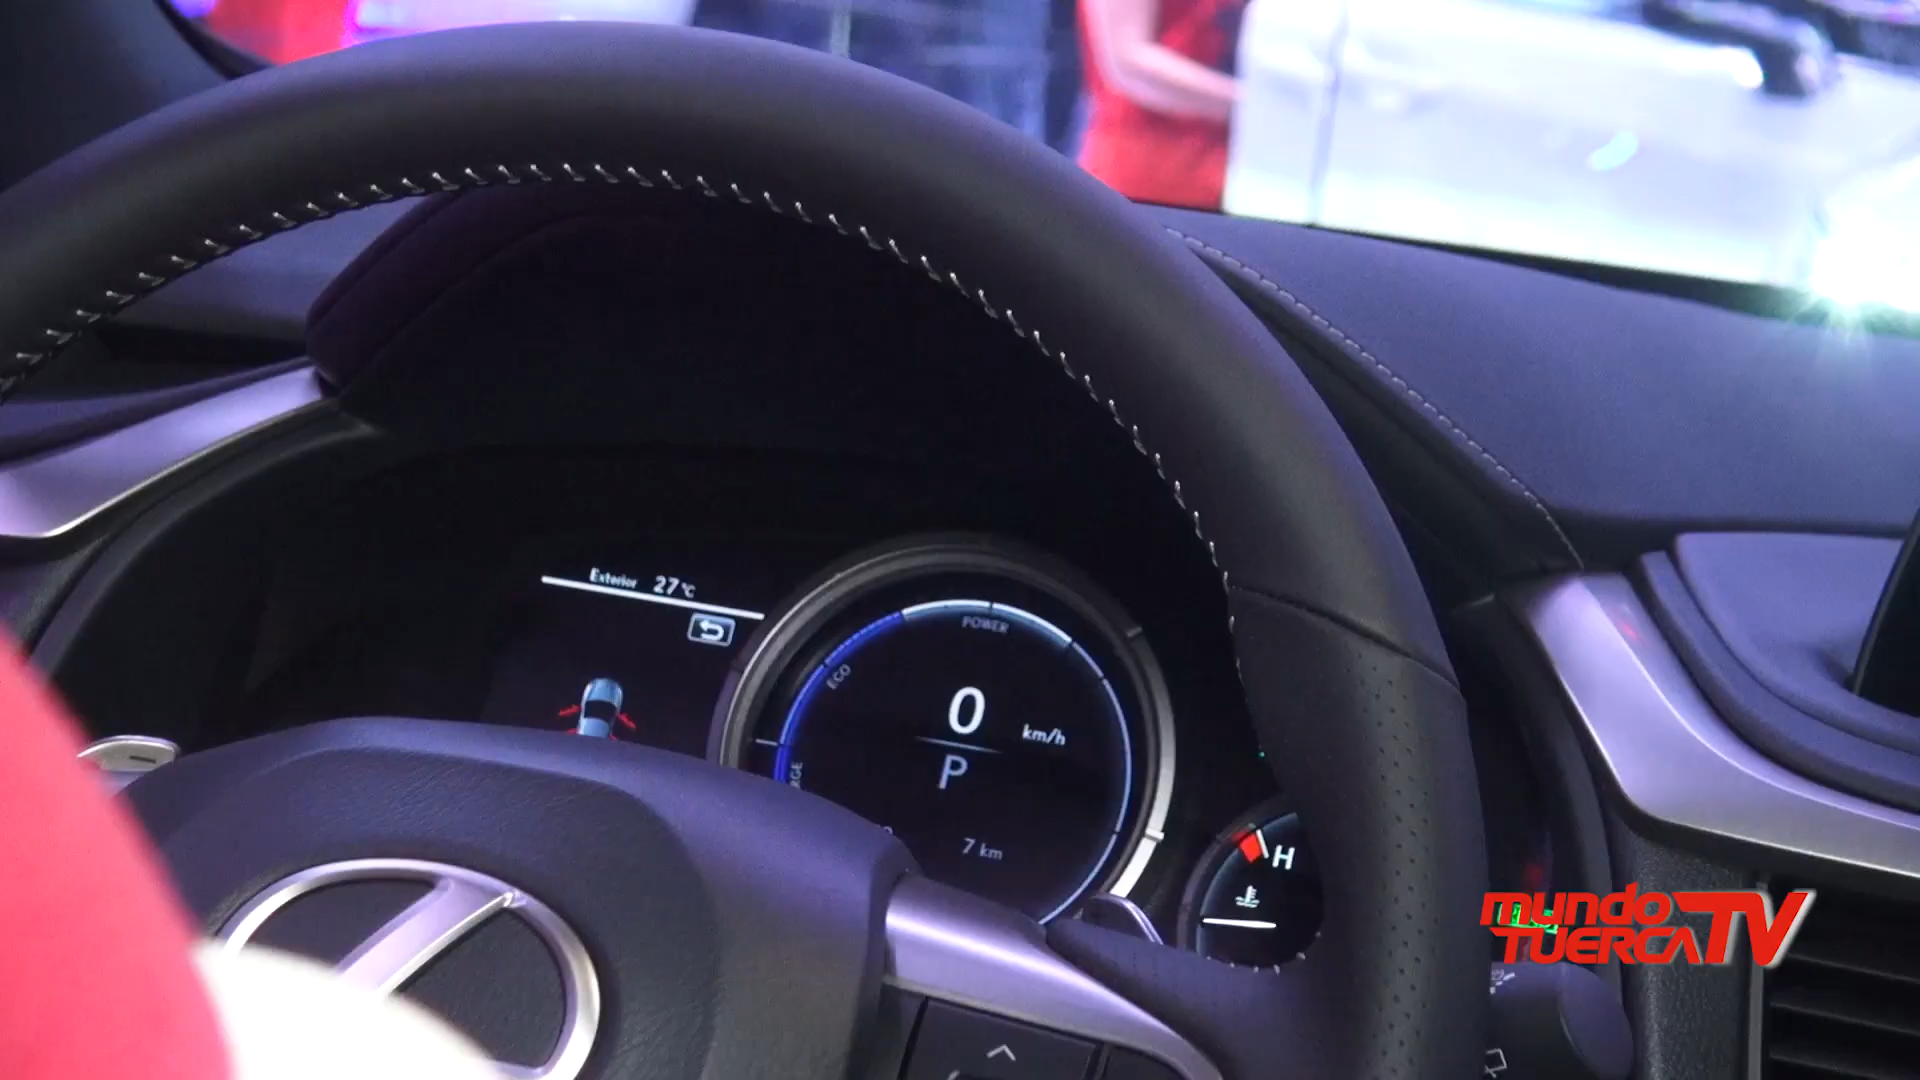 Exterior 27°C
POWER
ECO
0 km/h
P
7 km
H
mundo
TUERCA TV